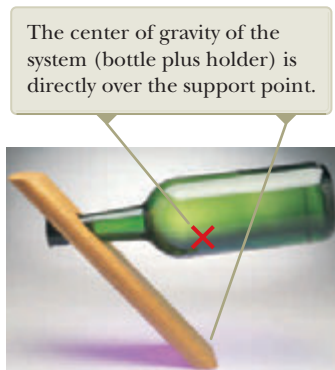 The center of gravity of the
system (bottle plus holder) is
directly over the support point.